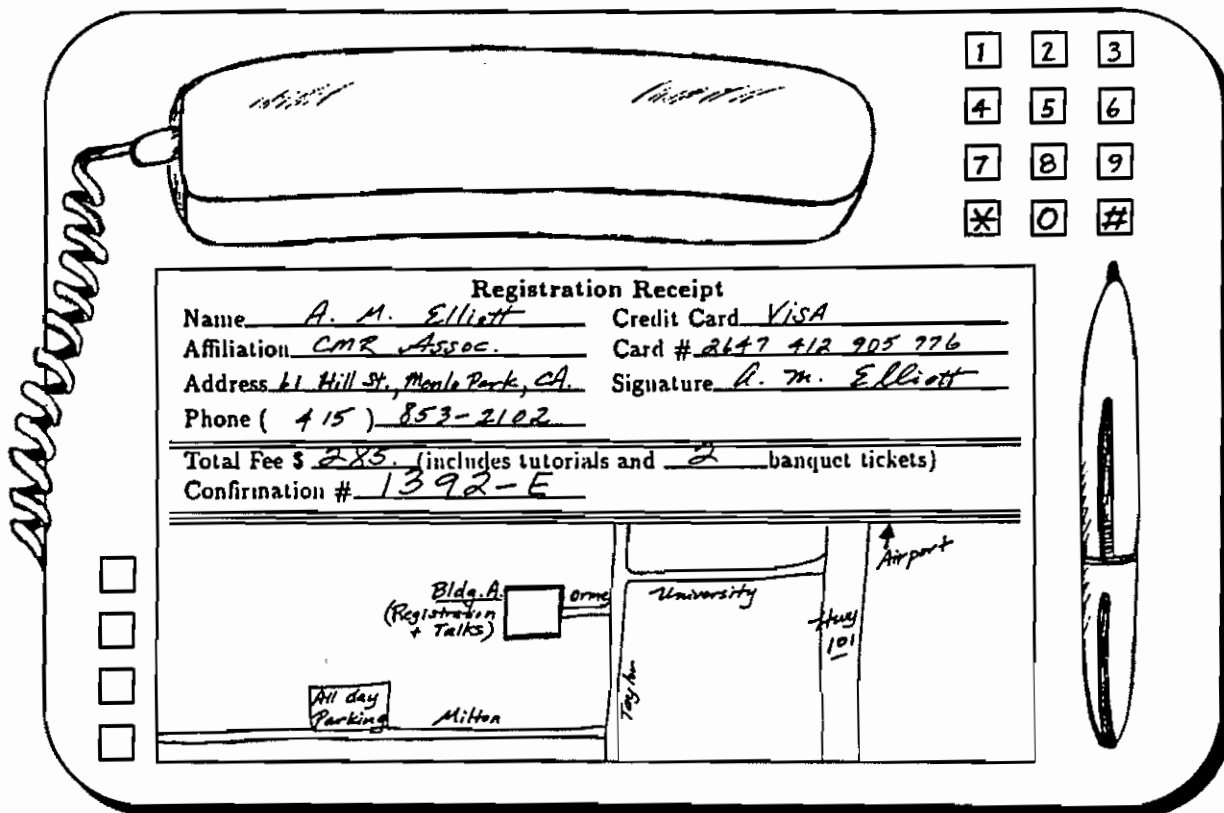 1 2 3
4 5 6
7 8 9
* 0 #
Registration Receipt
Name A. M. Elliott Credit Card VISA
Affiliation CMR Assoc. Card # 2647 412 905 776
Address 61 Hill St., Menlo Park, CA. Signature A. M. Elliott
Phone ( 415 ) 853-2102
Total Fee $ 285. (includes tutorials and 2 banquet tickets)
Confirmation # 1392-E
Airport
Bldg. A. Orme University
(Registration
+ Talks)
Hwy
101
Taylor
All day
Parking Milton